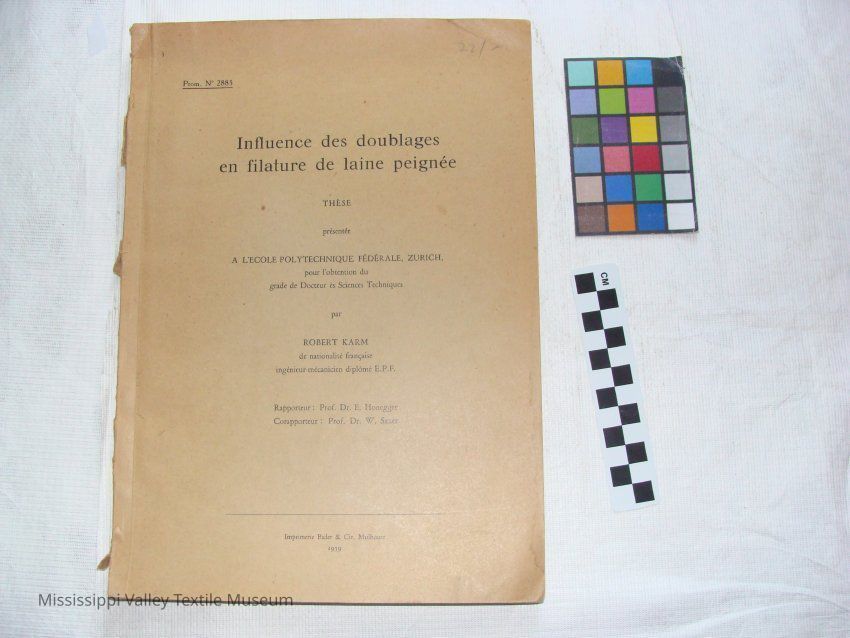 Prom. N° 2885
Influence des doublages
en filature de laine peignée
THÈSE
présentée
A L'ECOLE POLYTECHNIQUE FÉDÉRALE, ZURICH,
pour l'obtention du
grade de Docteur ès Sciences Techniques
par
ROBERT KARM
de nationalité française
ingénieur-mécanicien diplômé E.P.F.
Rapporteur : Prof. Dr. E. Honegger
Corapporteur : Prof. Dr. W. Saxer
Imprimerie Bader & Cie, Mulhouse
1959
CM
Mississippi Valley Textile Museum